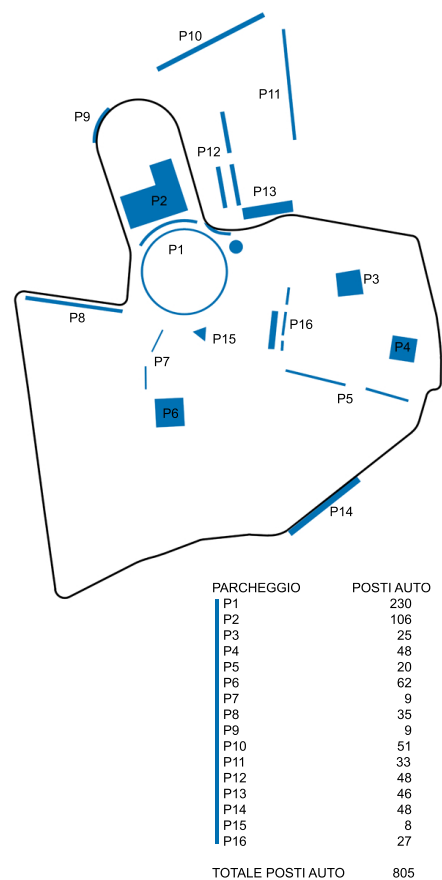 P10
P11
P9
P12
P13
P2
P1
P3
P8
P16
P15
P4
P7
P5
P6
P14
PARCHEGGIO POSTI AUTO
P1 230
P2 106
P3 25
P4 48
P5 20
P6 62
P7 9
P8 35
P9 9
P10 51
P11 33
P12 48
P13 46
P14 48
P15 8
P16 27
TOTALE POSTI AUTO 805